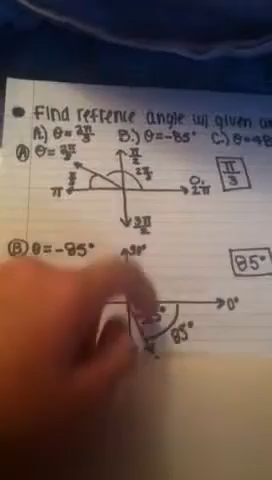 • Find refrence angle w/ given a
A.) θ = 2π/3 B.) θ = -85° C.) θ = 48
Ⓐ θ = 2π/3 π/2 π/3
2π/3
π 0, 2π
3π/2
Ⓑ θ = -85° 90° 85°
0°
85°